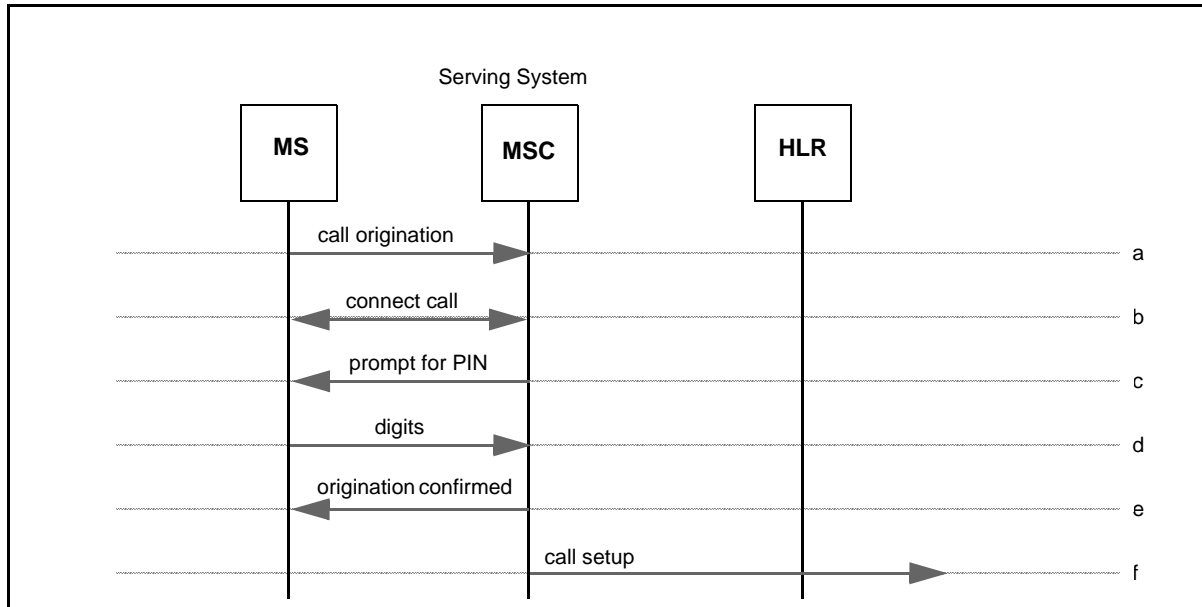 Serving System
MS
MSC
HLR
call origination
a
connect call
b
prompt for PIN
c
digits
d
origination confirmed
e
call setup
f